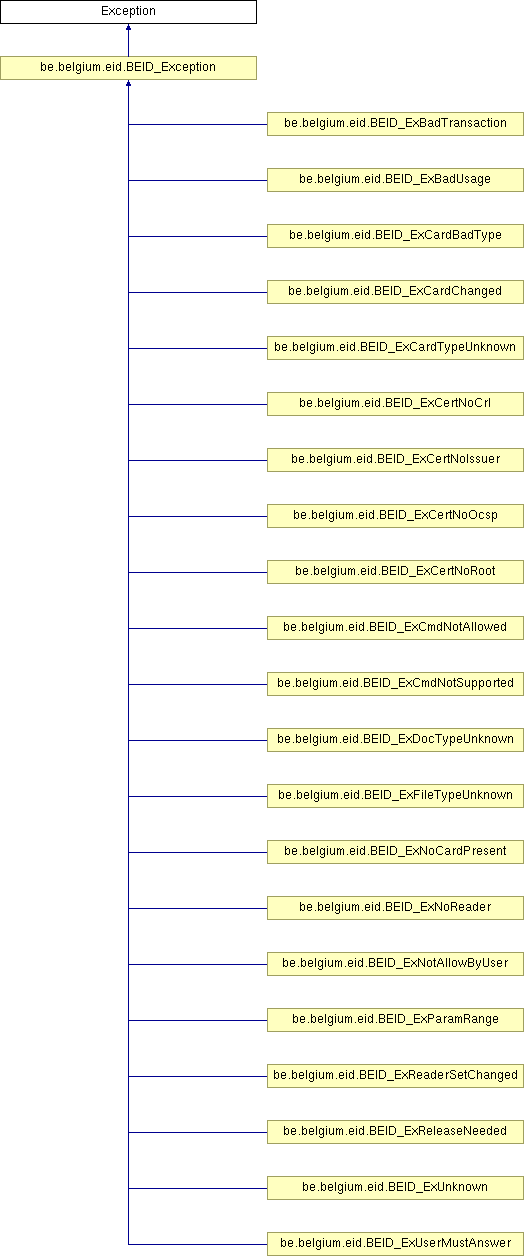 Exception
be.belgium.eid.BEID_Exception
be.belgium.eid.BEID_ExBadTransaction
be.belgium.eid.BEID_ExBadUsage
be.belgium.eid.BEID_ExCardBadType
be.belgium.eid.BEID_ExCardChanged
be.belgium.eid.BEID_ExCardTypeUnknown
be.belgium.eid.BEID_ExCertNoCrl
be.belgium.eid.BEID_ExCertNoIssuer
be.belgium.eid.BEID_ExCertNoOcsp
be.belgium.eid.BEID_ExCertNoRoot
be.belgium.eid.BEID_ExCmdNotAllowed
be.belgium.eid.BEID_ExCmdNotSupported
be.belgium.eid.BEID_ExDocTypeUnknown
be.belgium.eid.BEID_ExFileTypeUnknown
be.belgium.eid.BEID_ExNoCardPresent
be.belgium.eid.BEID_ExNoReader
be.belgium.eid.BEID_ExNotAllowByUser
be.belgium.eid.BEID_ExParamRange
be.belgium.eid.BEID_ExReaderSetChanged
be.belgium.eid.BEID_ExReleaseNeeded
be.belgium.eid.BEID_ExUnknown
be.belgium.eid.BEID_ExUserMustAnswer